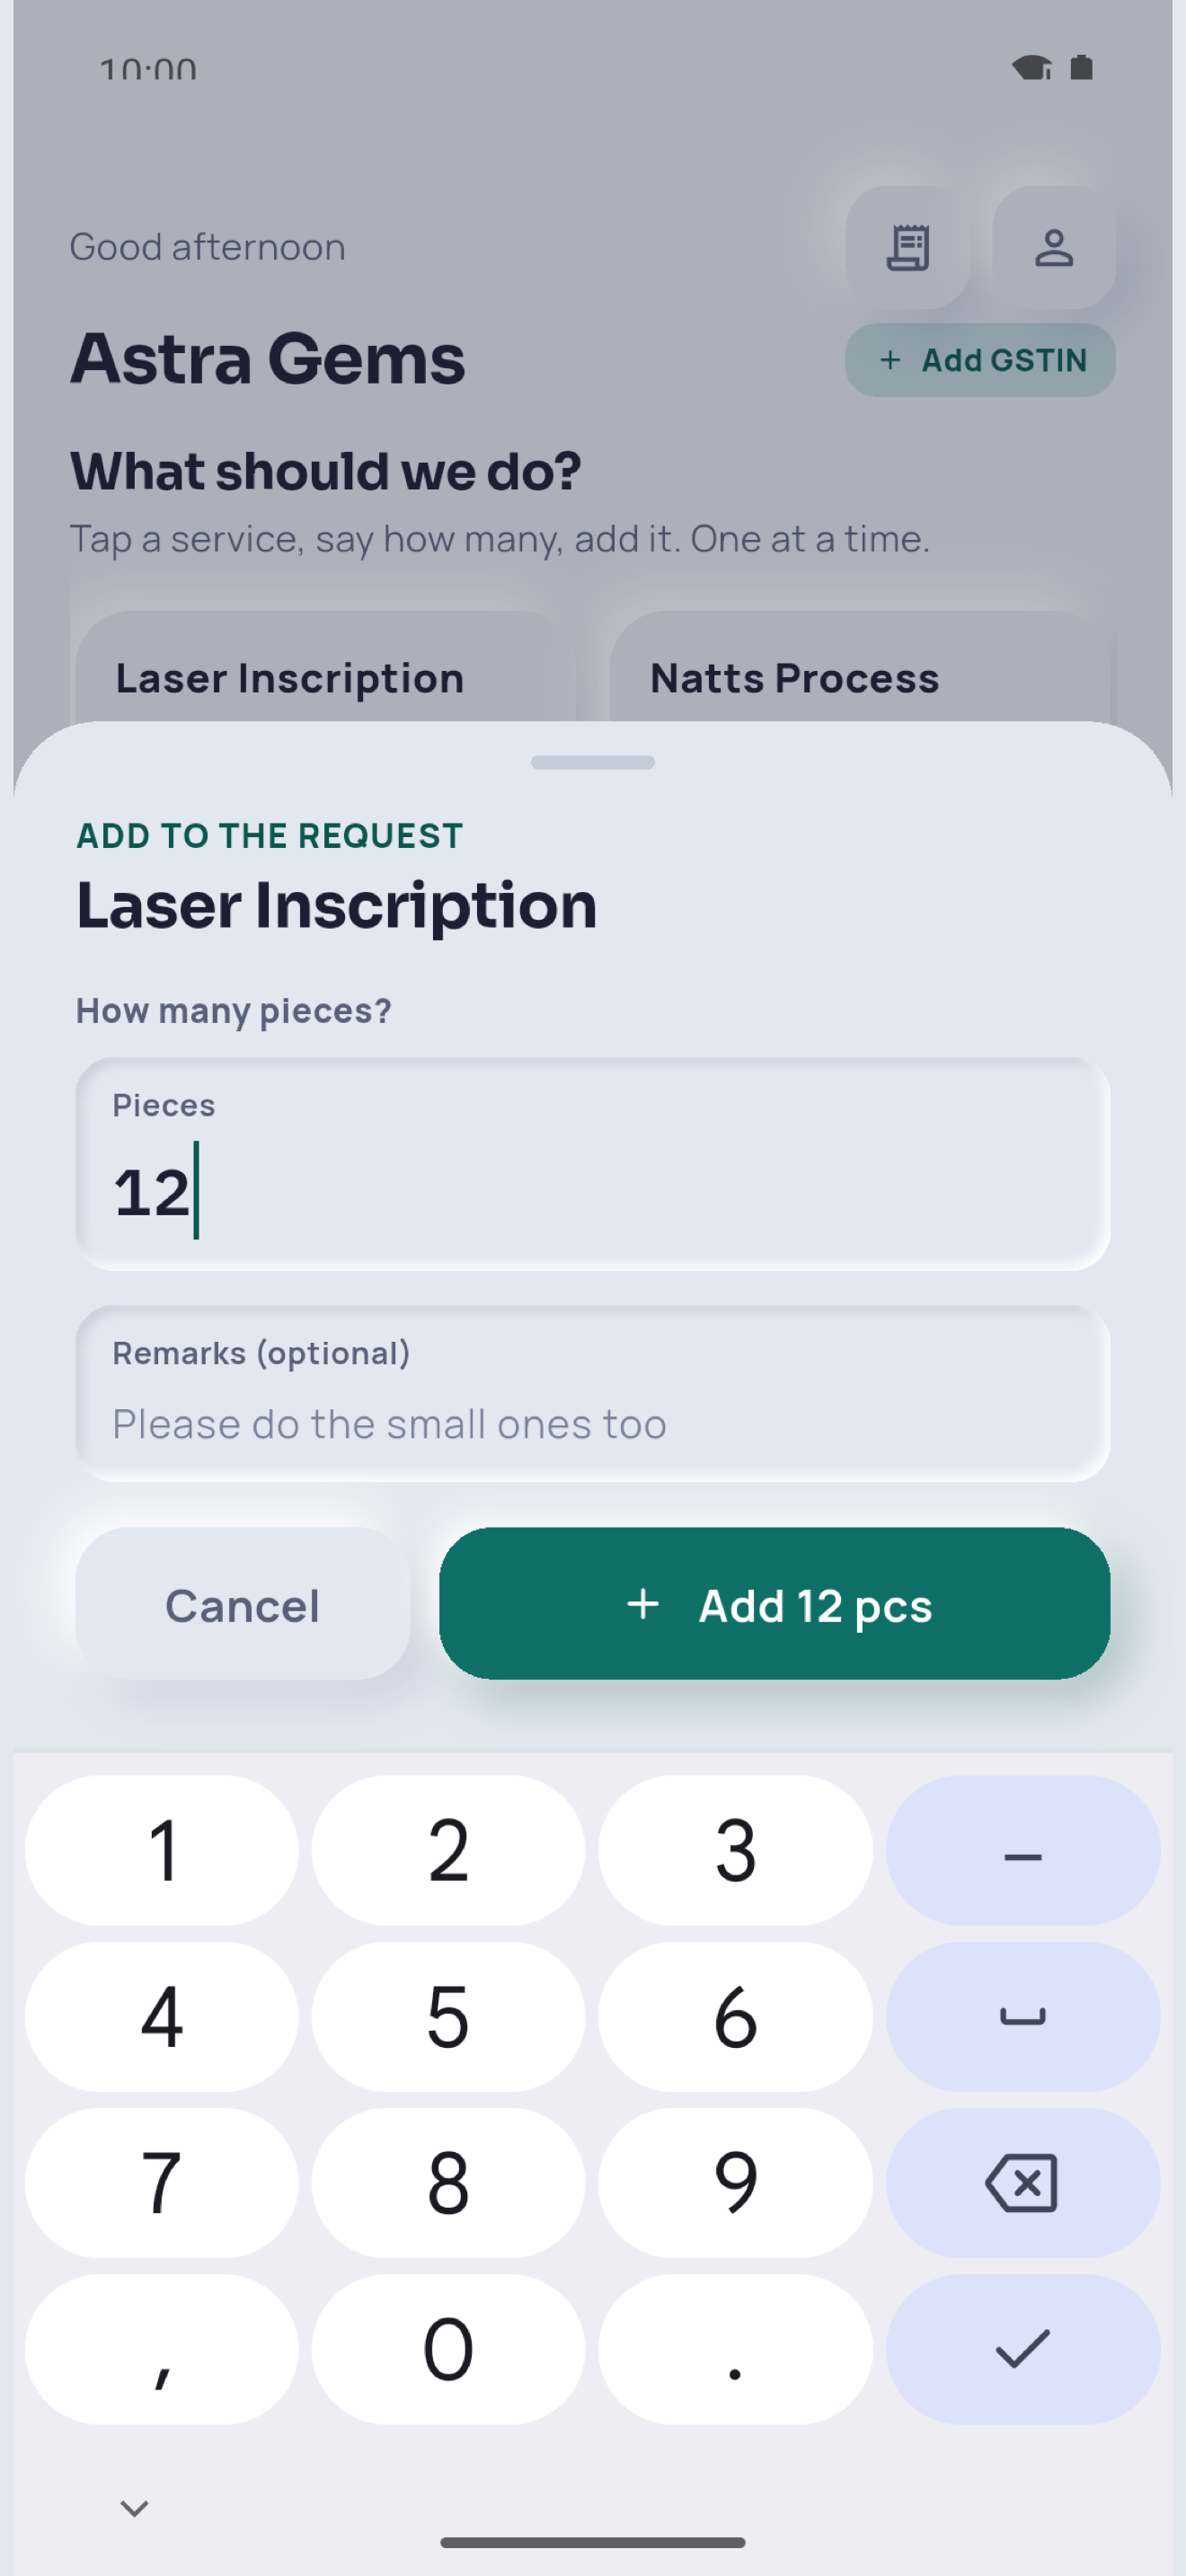 10:00
Good afternoon
Astra Gems
+ Add GSTIN
What should we do?
Tap a service, say how many, add it. One at a time.
Laser Inscription
Natts Process
ADD TO THE REQUEST
Laser Inscription
How many pieces?
Pieces
12
Remarks (optional)
Please do the small ones too
Cancel
+ Add 12 pcs
1 2 3 –
4 5 6
7 8 9
, 0 .